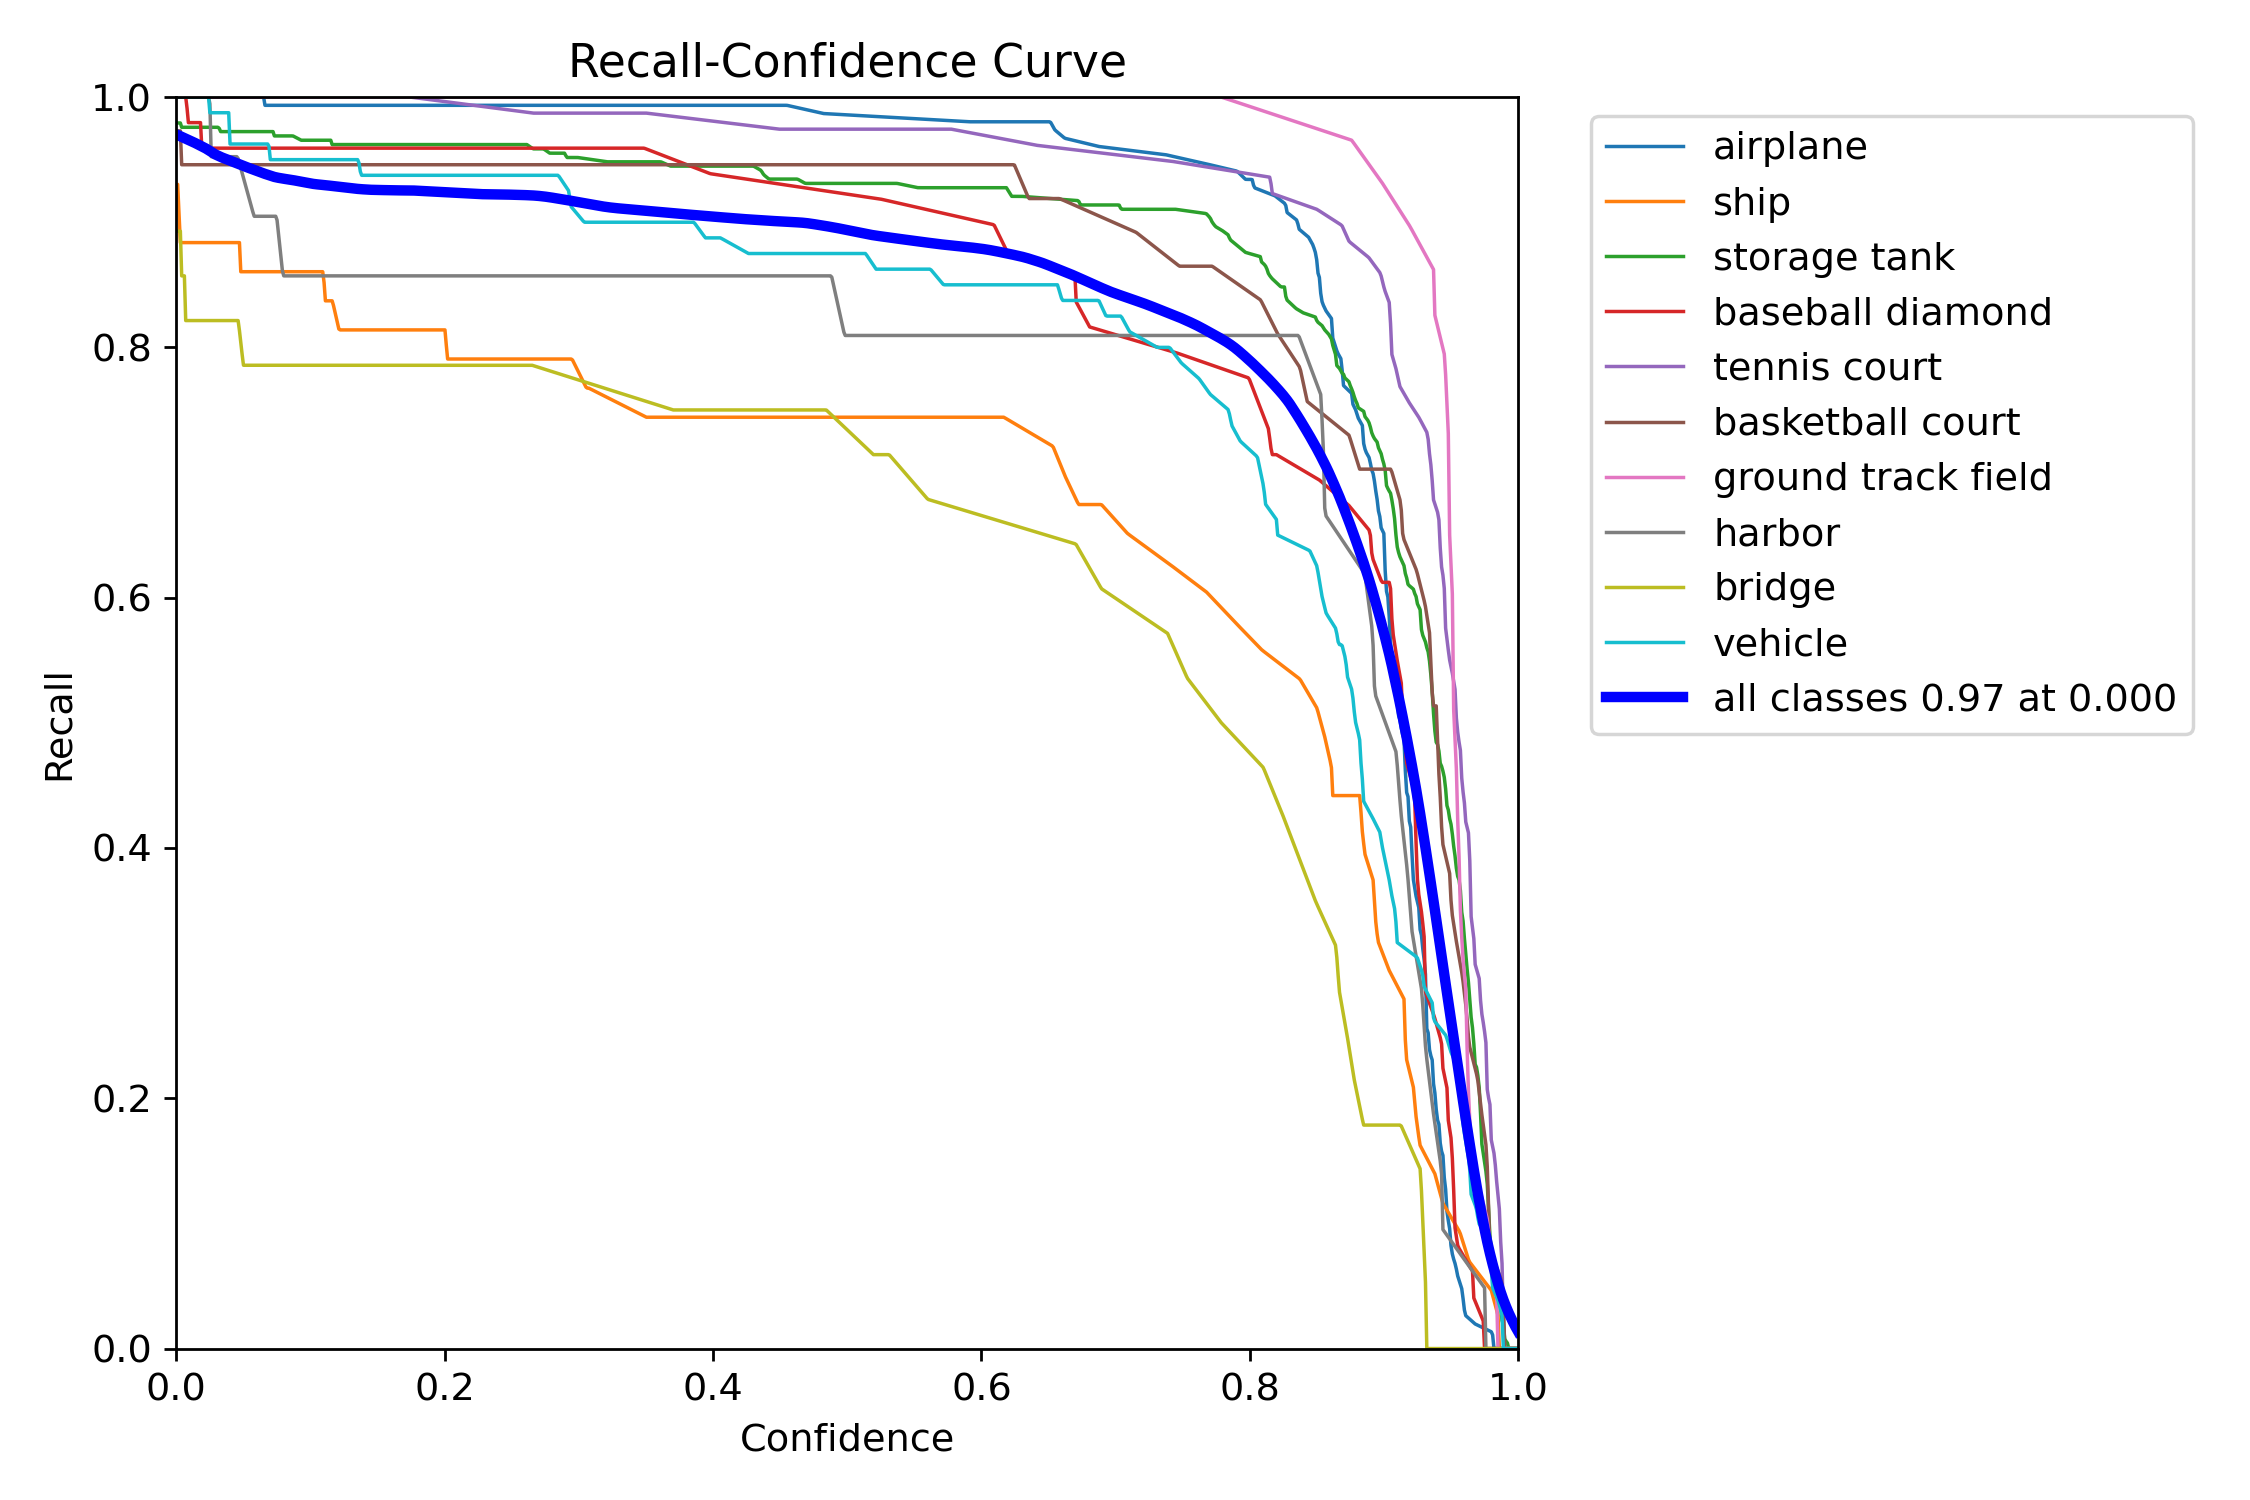 Recall-Confidence Curve
1.0
0.8
0.6
0.4
0.2
0.0
Recall
0.0 0.2 0.4 0.6 0.8 1.0
Confidence
airplane
ship
storage tank
baseball diamond
tennis court
basketball court
ground track field
harbor
bridge
vehicle
all classes 0.97 at 0.000